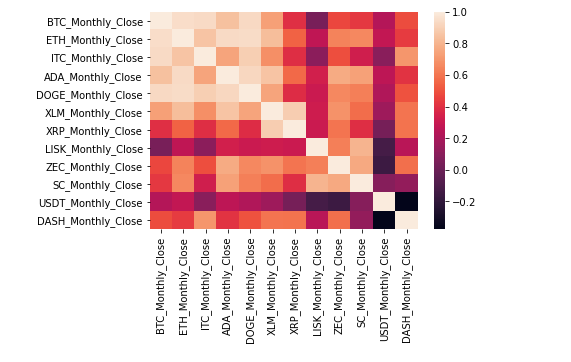 BTC_Monthly_Close
ETH_Monthly_Close
ITC_Monthly_Close
ADA_Monthly_Close
DOGE_Monthly_Close
XLM_Monthly_Close
XRP_Monthly_Close
LISK_Monthly_Close
ZEC_Monthly_Close
SC_Monthly_Close
USDT_Monthly_Close
DASH_Monthly_Close
BTC_Monthly_Close
ETH_Monthly_Close
ITC_Monthly_Close
ADA_Monthly_Close
DOGE_Monthly_Close
XLM_Monthly_Close
XRP_Monthly_Close
LISK_Monthly_Close
ZEC_Monthly_Close
SC_Monthly_Close
USDT_Monthly_Close
DASH_Monthly_Close
1.0
0.8
0.6
0.4
0.2
0.0
−0.2